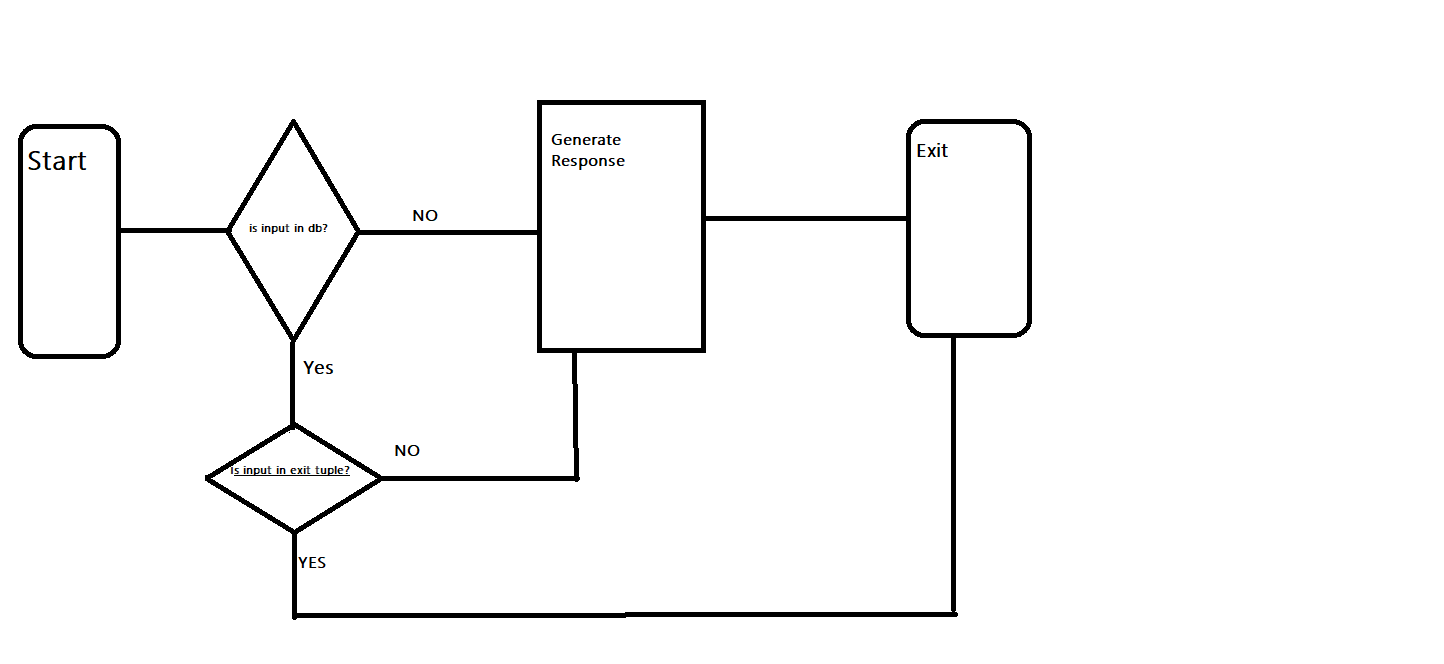 Start
is input in db?
NO
Generate
Response
Exit
Yes
Is input in exit tuple?
NO
YES